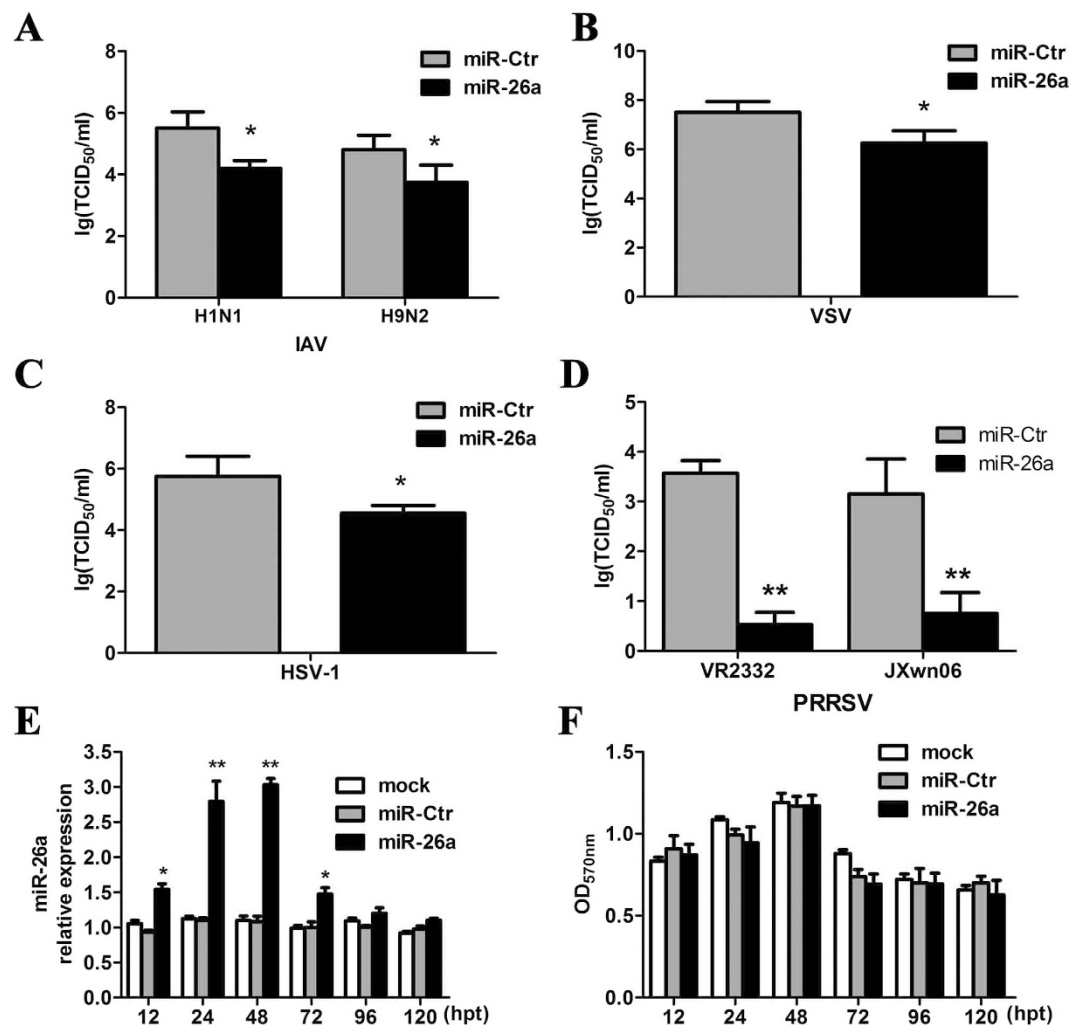 A
lg(TCID50/ml)
8
6
4
2
0
miR-Ctr
miR-26a
*
*
H1N1
H9N2
IAV
B
lg(TCID50/ml)
10
8
6
4
2
0
miR-Ctr
miR-26a
*
VSV
C
lg(TCID50/ml)
8
6
4
2
0
miR-Ctr
miR-26a
*
HSV-1
D
lg(TCID50/ml)
5
4
3
2
1
0
miR-Ctr
miR-26a
**
**
VR2332
JXwn06
PRRSV
E
miR-26a
relative expression
3.5
3.0
2.5
2.0
1.5
1.0
0.5
0.0
mock
miR-Ctr
miR-26a
*
**
**
*
12 24 48 72 96 120 (hpt)
F
OD570nm
1.5
1.0
0.5
0.0
mock
miR-Ctr
miR-26a
12 24 48 72 96 120 (hpt)